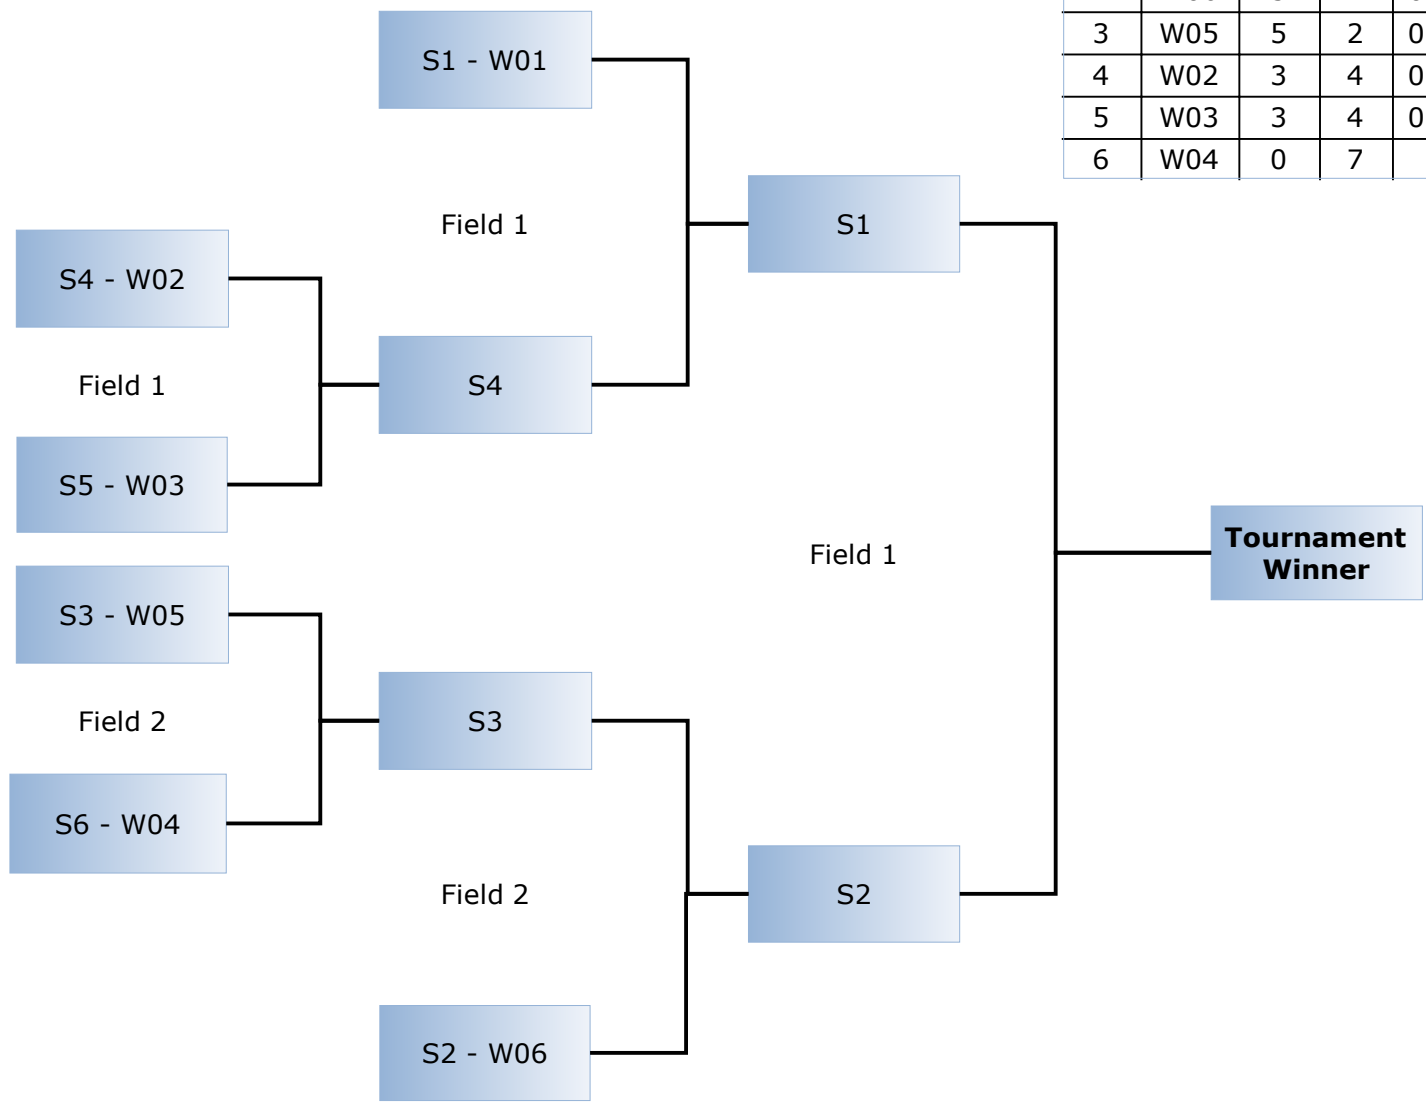 S1 - W01
3 W05 5 2 0
4 W02 3 4 0
5 W03 3 4 0
6 W04 0 7
Field 1
S1
S4 - W02
Field 1
S4
S5 - W03
Field 1
Tournament
Winner
S3 - W05
Field 2
S3
S6 - W04
Field 2
S2
S2 - W06